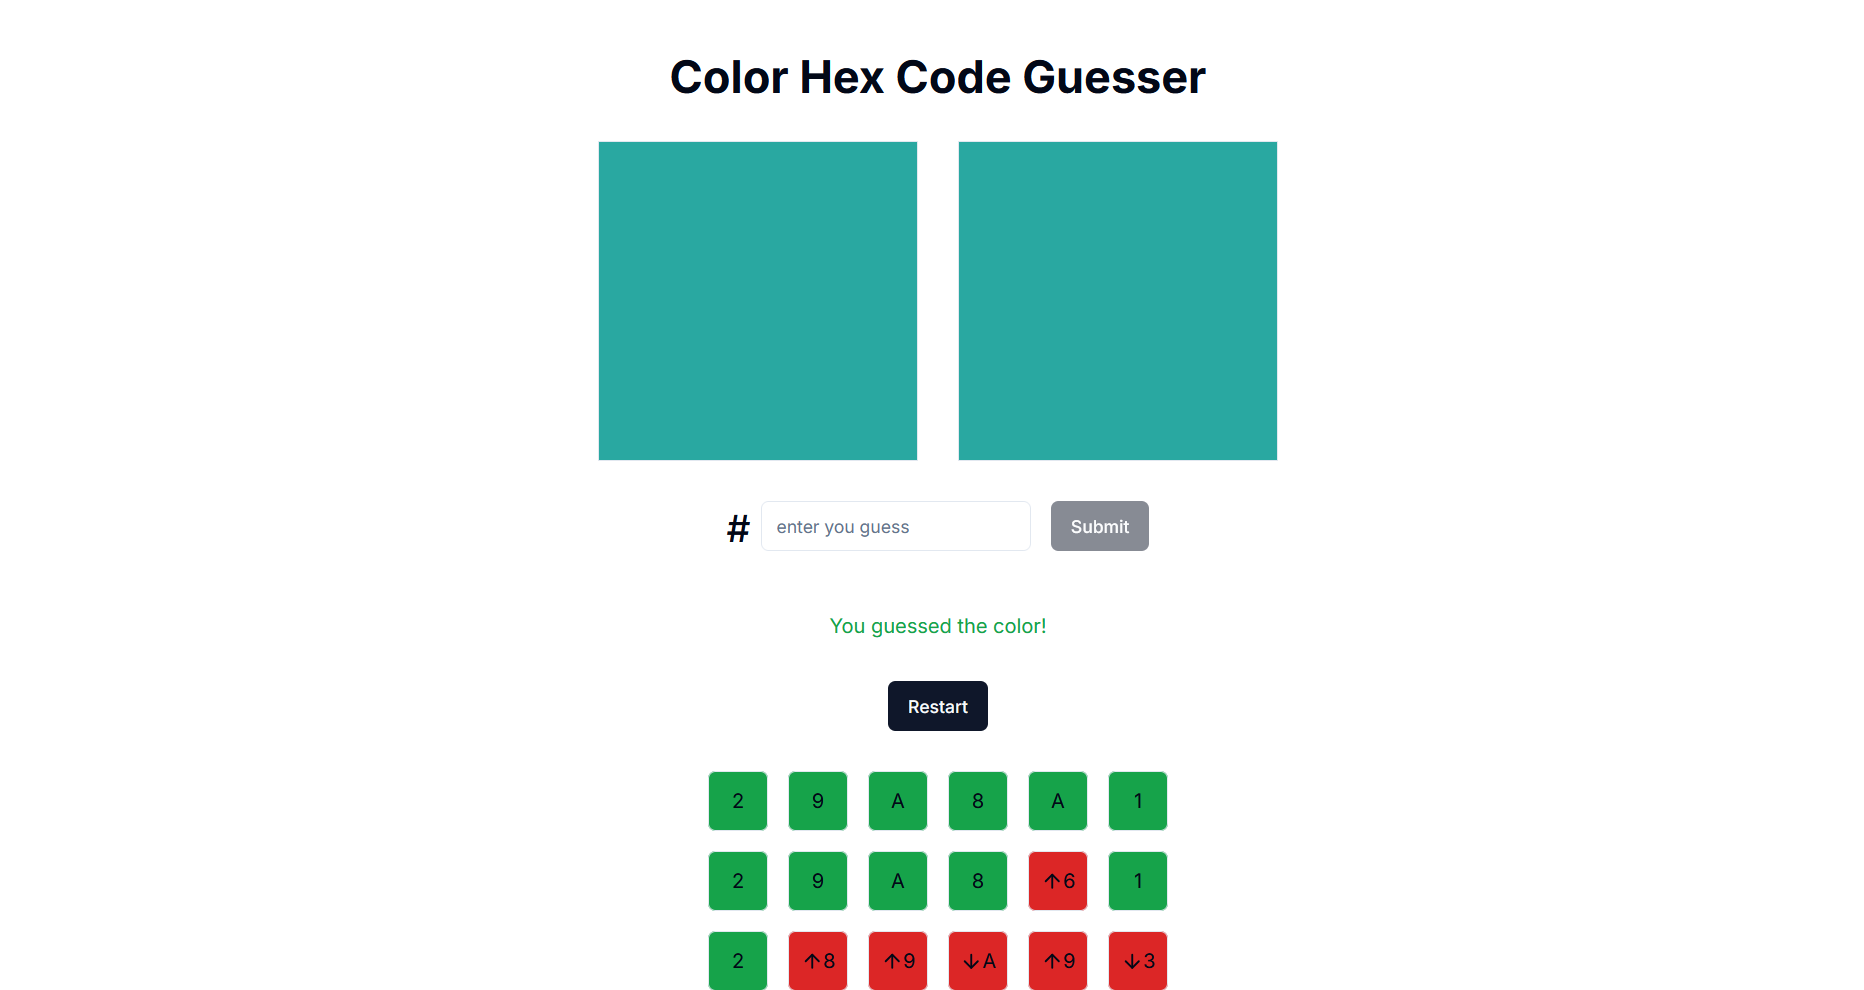 Color Hex Code Guesser
# enter you guess Submit
You guessed the color!
Restart
2 9 A 8 A 1
2 9 A 8 ↑6 1
2 ↑8 ↑9 ↓A ↑9 ↓3